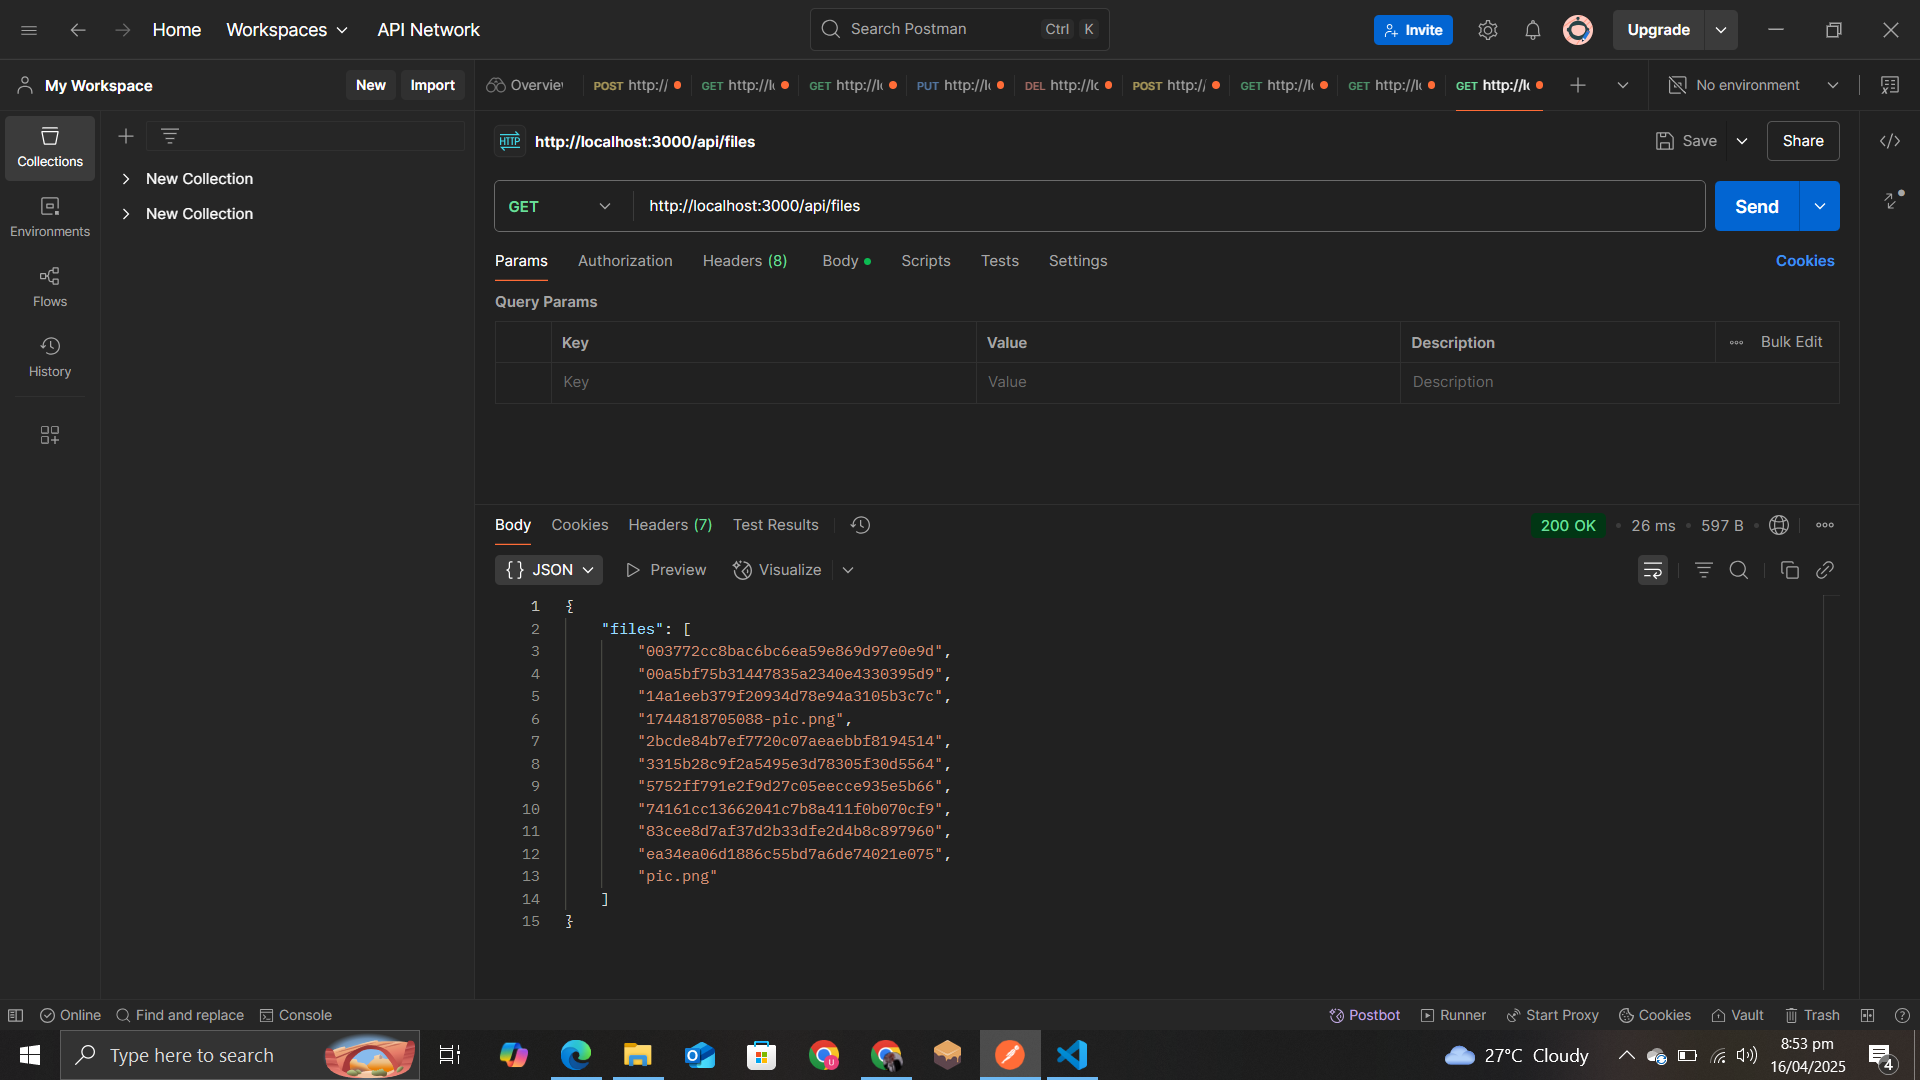 Home
Workspaces
API Network
Search Postman
Ctrl
K
Invite
Upgrade
My Workspace
New
Import
Overvie
POST http://
GET http://l
GET http://l
PUT http://l
DEL http://lc
POST http:/
GET http://l
GET http://l
GET http://l
No environment
Collections
Environments
Flows
History
New Collection
New Collection
HTTP
http://localhost:3000/api/files
Save
Share
GET
http://localhost:3000/api/files
Send
Params
Authorization
Headers (8)
Body
Scripts
Tests
Settings
Cookies
Query Params
Key
Value
Description
Bulk Edit
Key
Value
Description
Body
Cookies
Headers (7)
Test Results
200 OK
26 ms
597 B
{} JSON
Preview
Visualize
1 {
2 "files": [
3 "003772cc8bac6bc6ea59e869d97e0e9d",
4 "00a5bf75b31447835a2340e4330395d9",
5 "14a1eeb379f20934d78e94a3105b3c7c",
6 "1744818705088-pic.png",
7 "2bcde84b7ef7720c07aeaebbf8194514",
8 "3315b28c9f2a5495e3d78305f30d5564",
9 "5752ff791e2f9d27c05eecce935e5b66",
10 "74161cc13662041c7b8a411f0b070cf9",
11 "83cee8d7af37d2b33dfe2d4b8c897960",
12 "ea34ea06d1886c55bd7a6de74021e075",
13 "pic.png"
14 ]
15 }
Online
Find and replace
Console
Postbot
Runner
Start Proxy
Cookies
Vault
Trash
Type here to search
27°C Cloudy
8:53 pm
16/04/2025
4